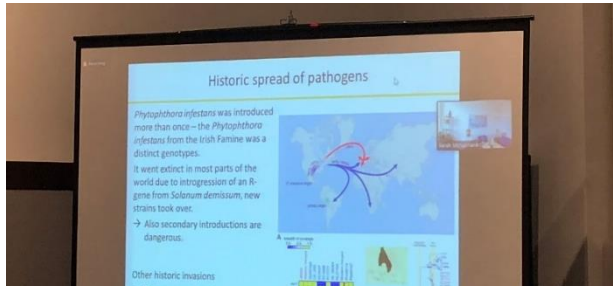 Historic spread of pathogens
Phytophthora infestans was introduced
more than once – the Phytophthora
infestans from the Irish Famine was a
distinct genotypes.
It went extinct in most parts of the
world due to introgression of an R-
gene from Solanum demissum, new
strains took over.
→ Also secondary introductions are
dangerous.
Other historic invasions
A